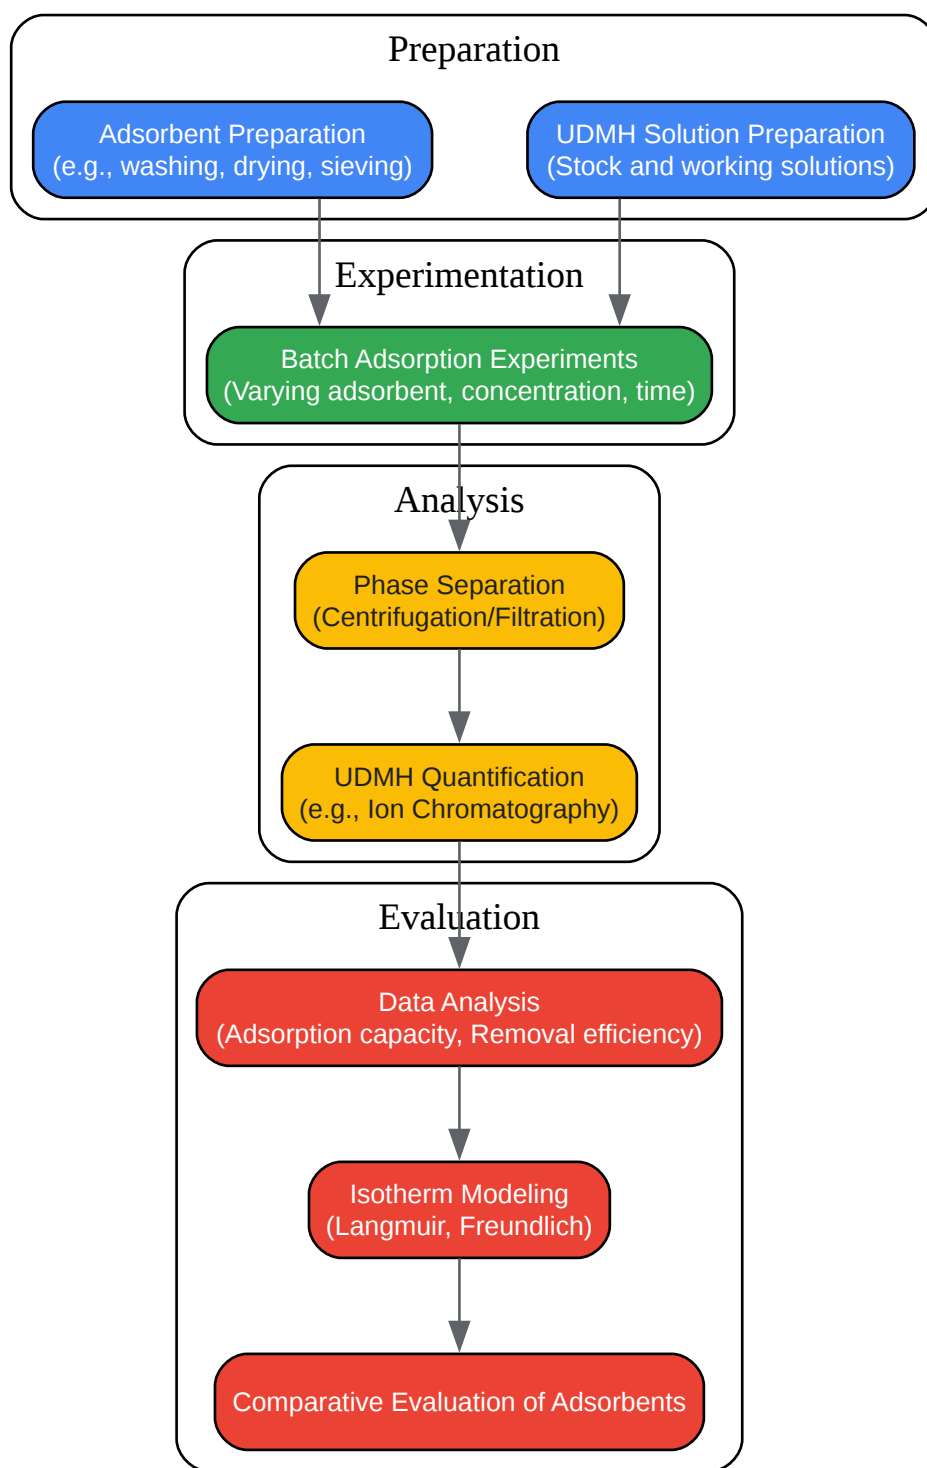 Preparation
Adsorbent Preparation
(e.g., washing, drying, sieving)
UDMH Solution Preparation
(Stock and working solutions)
Experimentation
Batch Adsorption Experiments
(Varying adsorbent, concentration, time)
Analysis
Phase Separation
(Centrifugation/Filtration)
UDMH Quantification
(e.g., Ion Chromatography)
Evaluation
Data Analysis
(Adsorption capacity, Removal efficiency)
Isotherm Modeling
(Langmuir, Freundlich)
Comparative Evaluation of Adsorbents